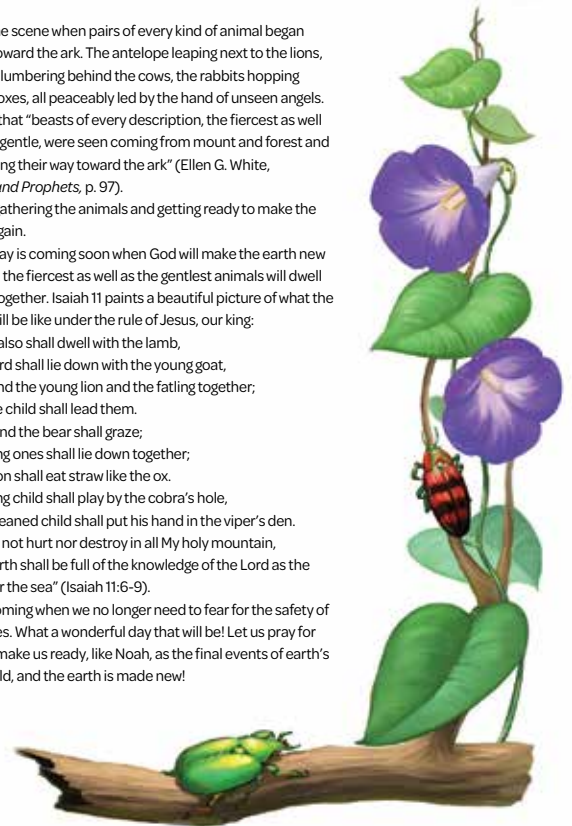 e scene when pairs of every kind of animal began
oward the ark. The antelope leaping next to the lions,
lumbering behind the cows, the rabbits hopping
oxes, all peaceably led by the hand of unseen angels.
that “beasts of every description, the fiercest as well
gentle, were seen coming from mount and forest and
ng their way toward the ark” (Ellen G. White,
and Prophets, p. 97).
athering the animals and getting ready to make the
gain.
ay is coming soon when God will make the earth new
the fiercest as well as the gentlest animals will dwell
ogether. Isaiah 11 paints a beautiful picture of what the
ill be like under the rule of Jesus, our king:
also shall dwell with the lamb,
rd shall lie down with the young goat,
nd the young lion and the fatling together;
e child shall lead them.
nd the bear shall graze;
ng ones shall lie down together;
on shall eat straw like the ox.
ng child shall play by the cobra’s hole,
eaned child shall put his hand in the viper’s den.
not hurt nor destroy in all My holy mountain,
rth shall be full of the knowledge of the Lord as the
r the sea” (Isaiah 11:6-9).
oming when we no longer need to fear for the safety of
es. What a wonderful day that will be! Let us pray for
make us ready, like Noah, as the final events of earth’s
ld, and the earth is made new!